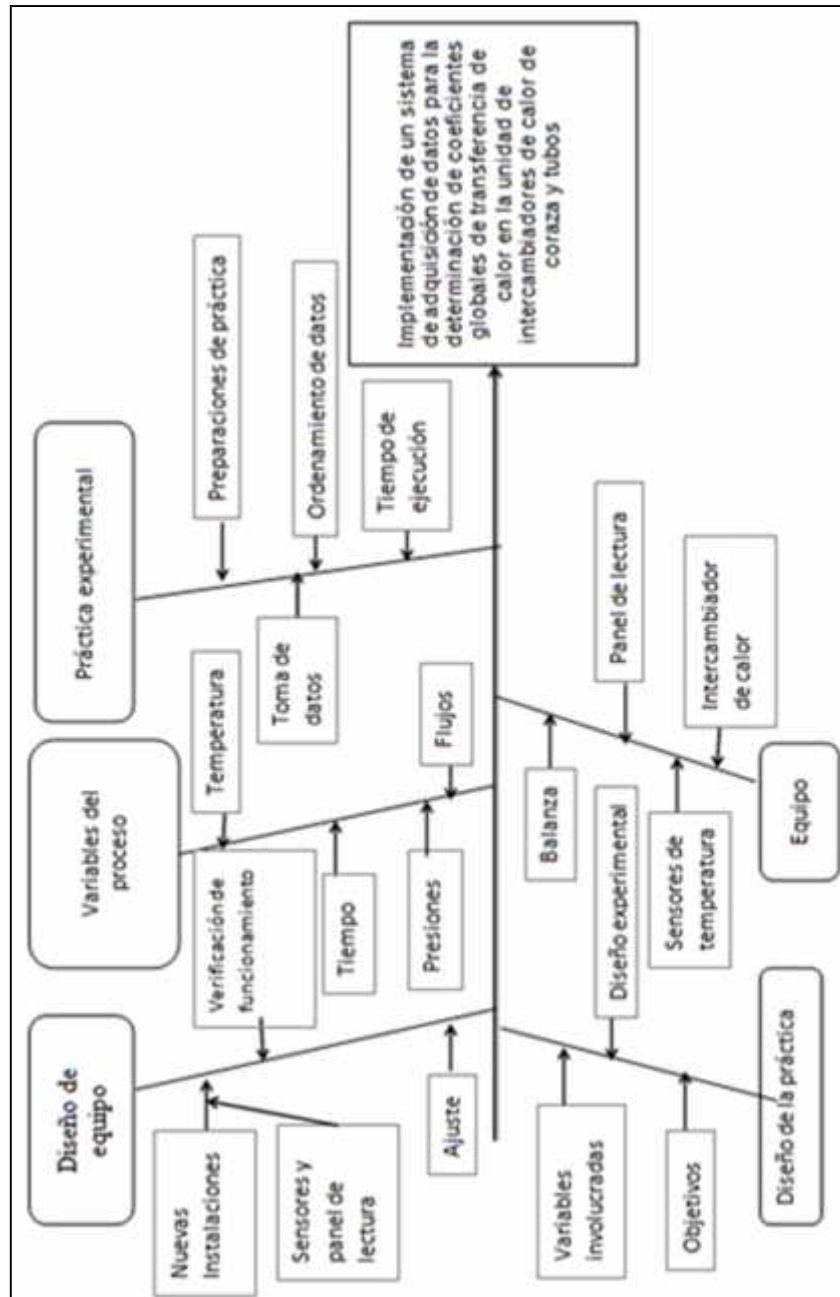 Diseño de
equipo
Variables del
proceso
Práctica experimental
Nuevas
Instalaciones
Sensores y
panel de
lectura
Verificación de
funcionamiento
Ajuste
Temperatura
Tiempo
Presiones
Flujos
Preparaciones de práctica
Toma de
datos
Ordenamiento de datos
Tiempo de
ejecución
Implementación de un sistema
de adquisición de datos para la
determinación de coeficientes
globales de transferencia de
calor en la unidad de
intercambiadores de calor de
coraza y tubos
Variables
involucradas
Diseño experimental
Objetivos
Diseño de la práctica
Balanza
Panel de lectura
Sensores de
temperatura
Intercambiador
de calor
Equipo